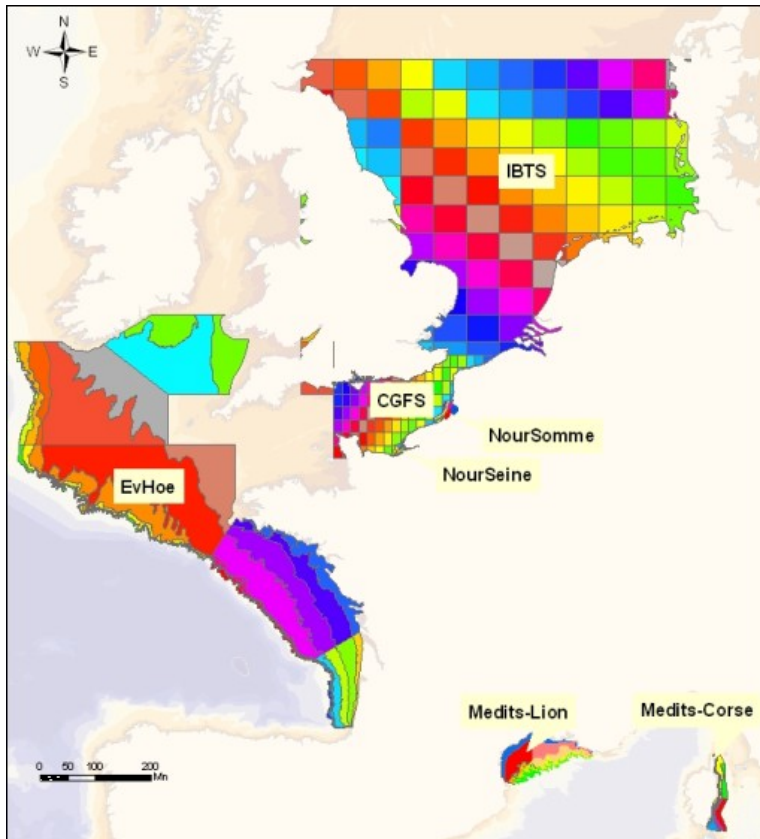 N
W E
S
IBTS
CGFS
NourSomme
NourSeine
EvHoe
Medits-Lion
Medits-Corse
0 50 100 200
Mn